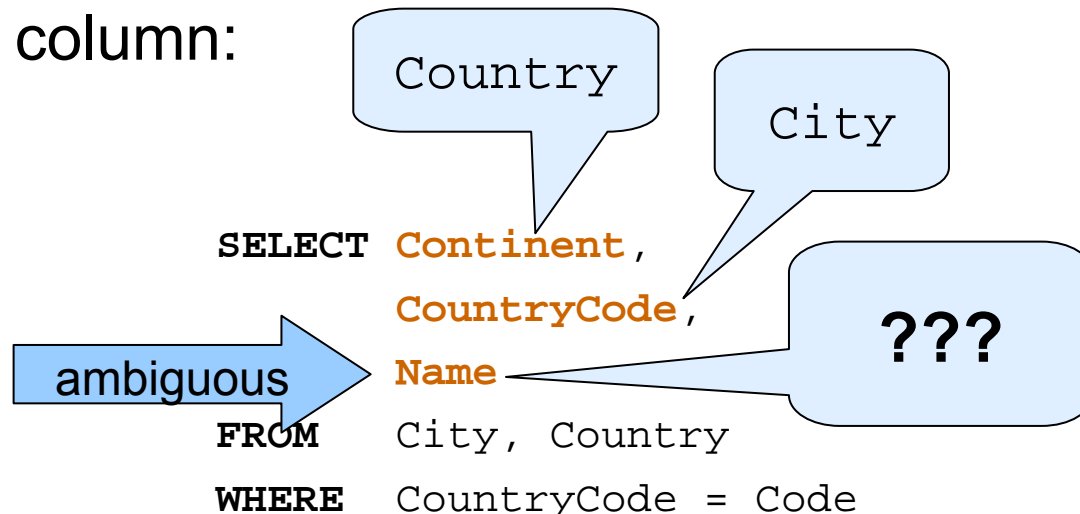 column:
Country
City
SELECT Continent,
CountryCode,
???
ambiguous
Name
FROM City, Country
WHERE CountryCode = Code